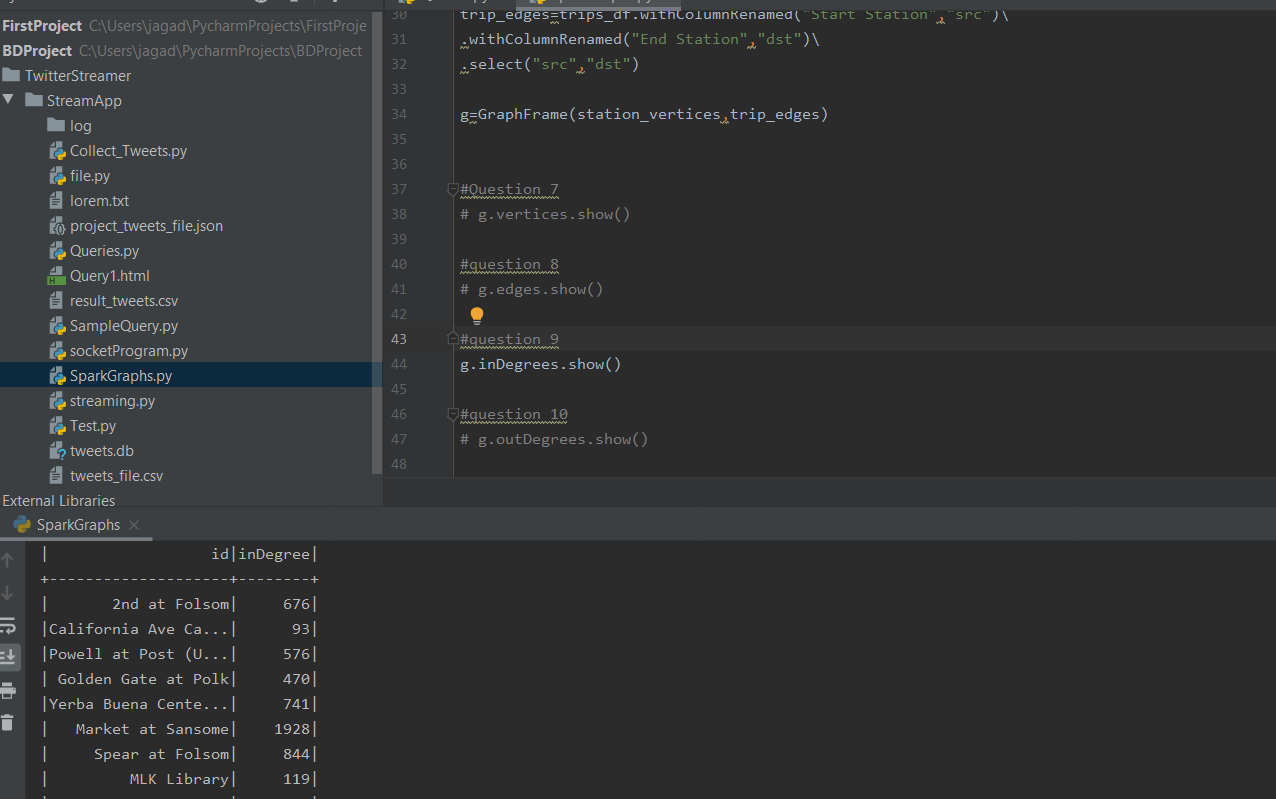 FirstProject C:\Users\jagad\PycharmProjects\FirstProje
BDProject C:\Users\jagad\PycharmProjects\BDProject
TwitterStreamer
StreamApp
log
Collect_Tweets.py
file.py
lorem.txt
project_tweets_file.json
Queries.py
Query1.html
result_tweets.csv
SampleQuery.py
socketProgram.py
SparkGraphs.py
streaming.py
Test.py
tweets.db
tweets_file.csv
External Libraries
30 trip_edges=trips_df.withColumnRenamed("Start Station","src")\
31 .withColumnRenamed("End Station","dst")\
32 .select("src","dst")
33
34 g=GraphFrame(station_vertices,trip_edges)
35
36
37 #Question 7
38 # g.vertices.show()
39
40 #question 8
41 # g.edges.show()
42
43 #question 9
44 g.inDegrees.show()
45
46 #question 10
47 # g.outDegrees.show()
48
SparkGraphs
| id|inDegree|
+--------------------+--------+
| 2nd at Folsom| 676|
|California Ave Ca...| 93|
|Powell at Post (U...| 576|
| Golden Gate at Polk| 470|
|Yerba Buena Cente...| 741|
| Market at Sansome| 1928|
| Spear at Folsom| 844|
| MLK Library| 119|